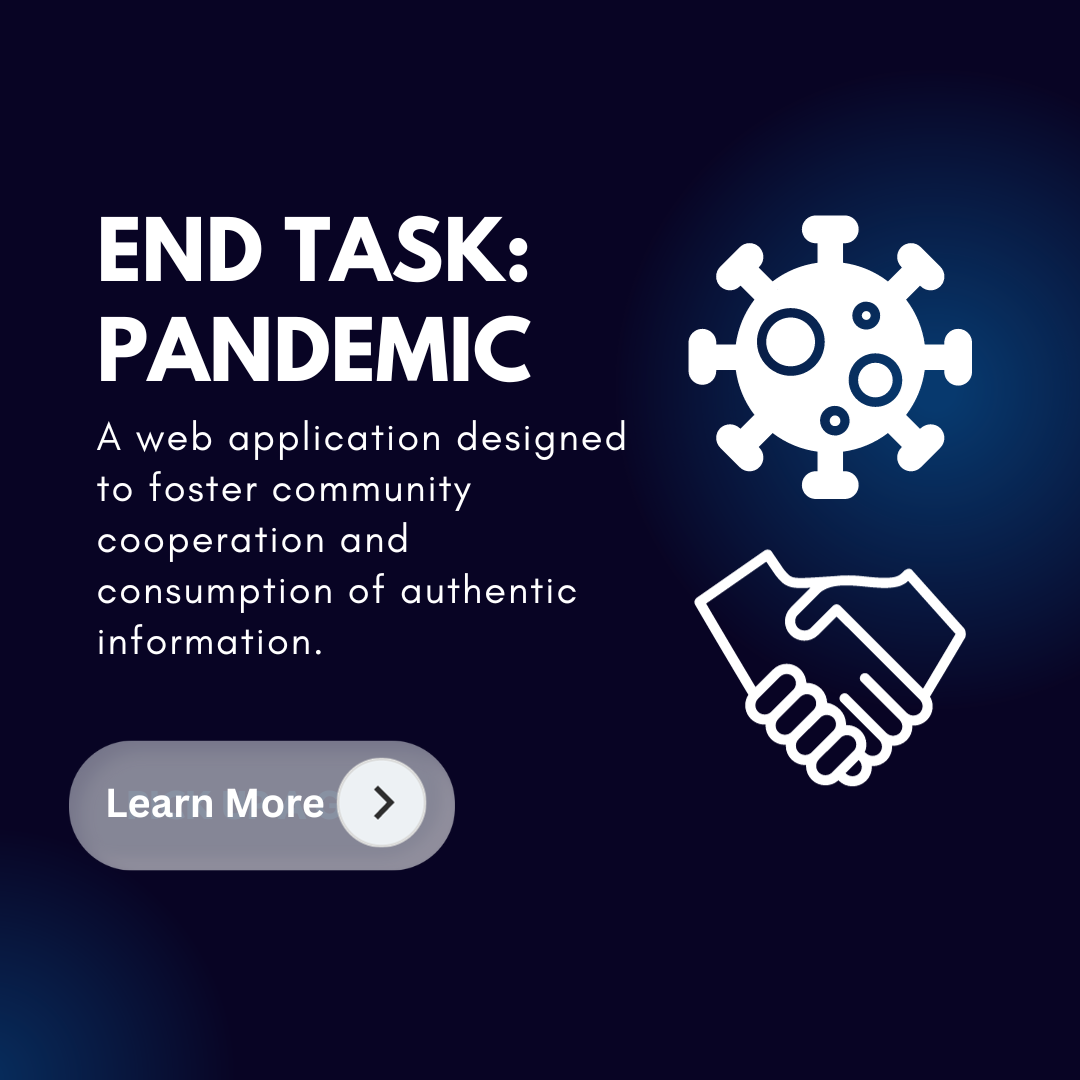 END TASK:
PANDEMIC
A web application designed
to foster community
cooperation and
consumption of authentic
information.
Learn More